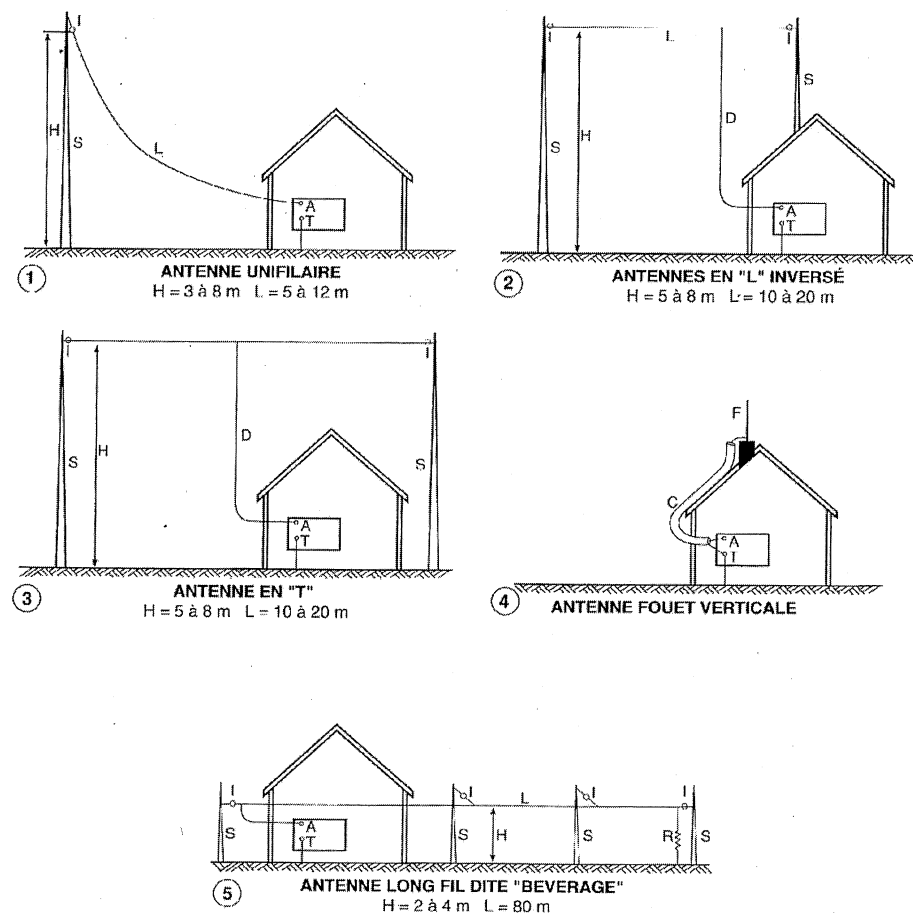 I
H
S
L
A
T
1
ANTENNE UNIFILAIRE
H = 3 à 8 m L = 5 à 12 m
I
L
I
S
H
D
S
A
T
2
ANTENNES EN "L" INVERSÉ
H = 5 à 8 m L = 10 à 20 m
I
I
S
H
D
S
A
T
3
ANTENNE EN "T"
H = 5 à 8 m L = 10 à 20 m
F
C
A
I
4
ANTENNE FOUET VERTICALE
I
I
I
L
I
A
T
S
S
H
S
R
S
5
ANTENNE LONG FIL DITE "BEVERAGE"
H = 2 à 4 m L = 80 m